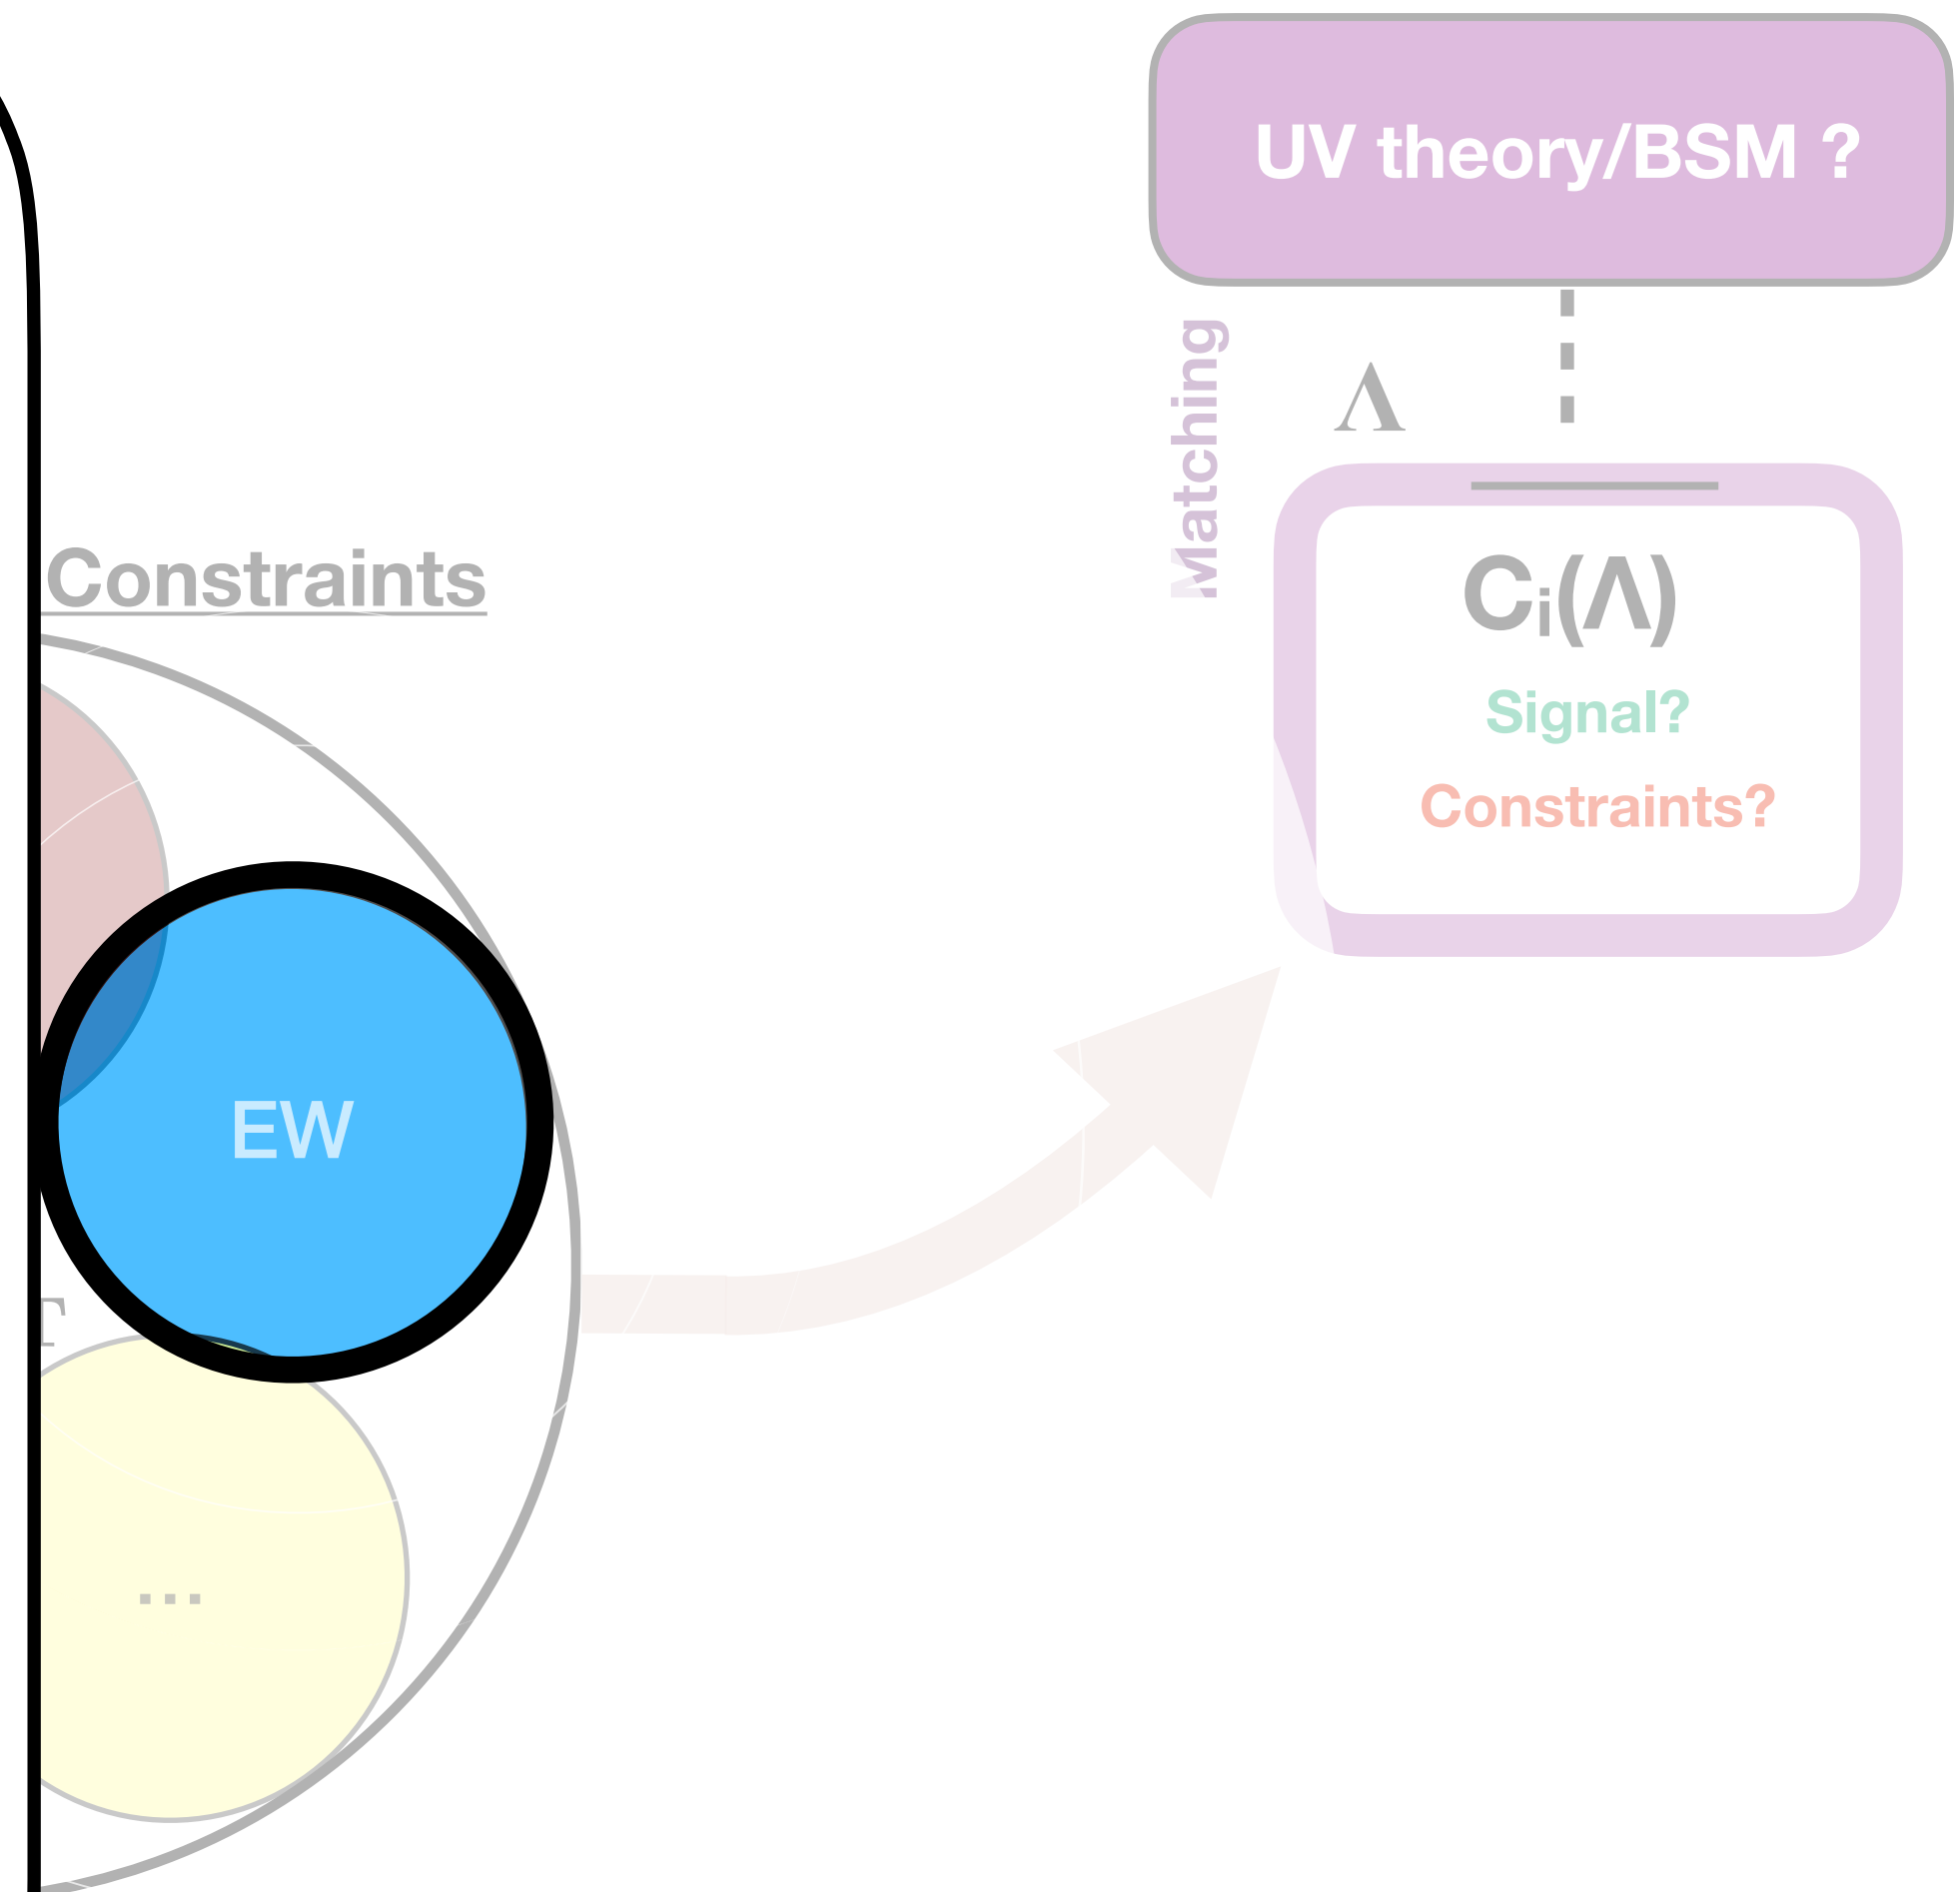 UV theory/BSM ?
Matching
Λ
Constraints
Ci(Λ)
Signal?
Constraints?
EW
...